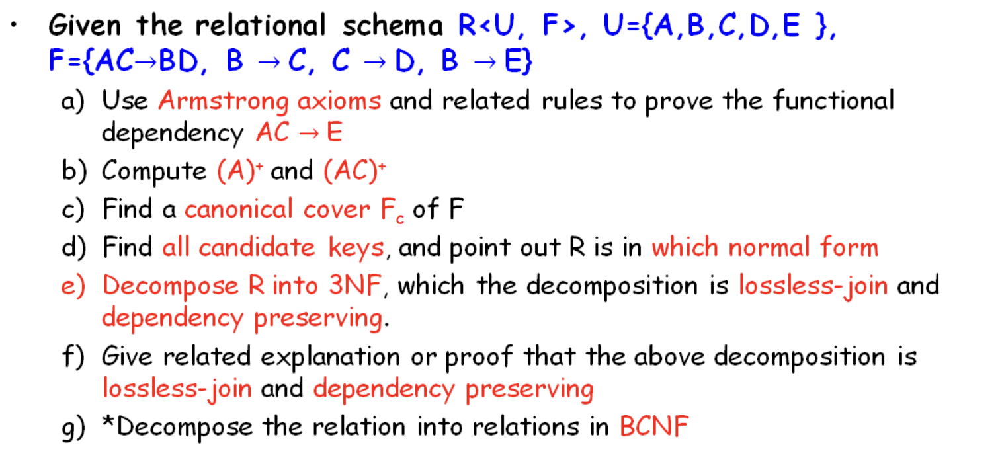 • Given the relational schema R<U, F>, U={A,B,C,D,E },
F={AC→BD, B → C, C → D, B → E}
a) Use Armstrong axioms and related rules to prove the functional
dependency AC → E
b) Compute (A)⁺ and (AC)⁺
c) Find a canonical cover F꜀ of F
d) Find all candidate keys, and point out R is in which normal form
e) Decompose R into 3NF, which the decomposition is lossless-join and
dependency preserving.
f) Give related explanation or proof that the above decomposition is
lossless-join and dependency preserving
g) *Decompose the relation into relations in BCNF